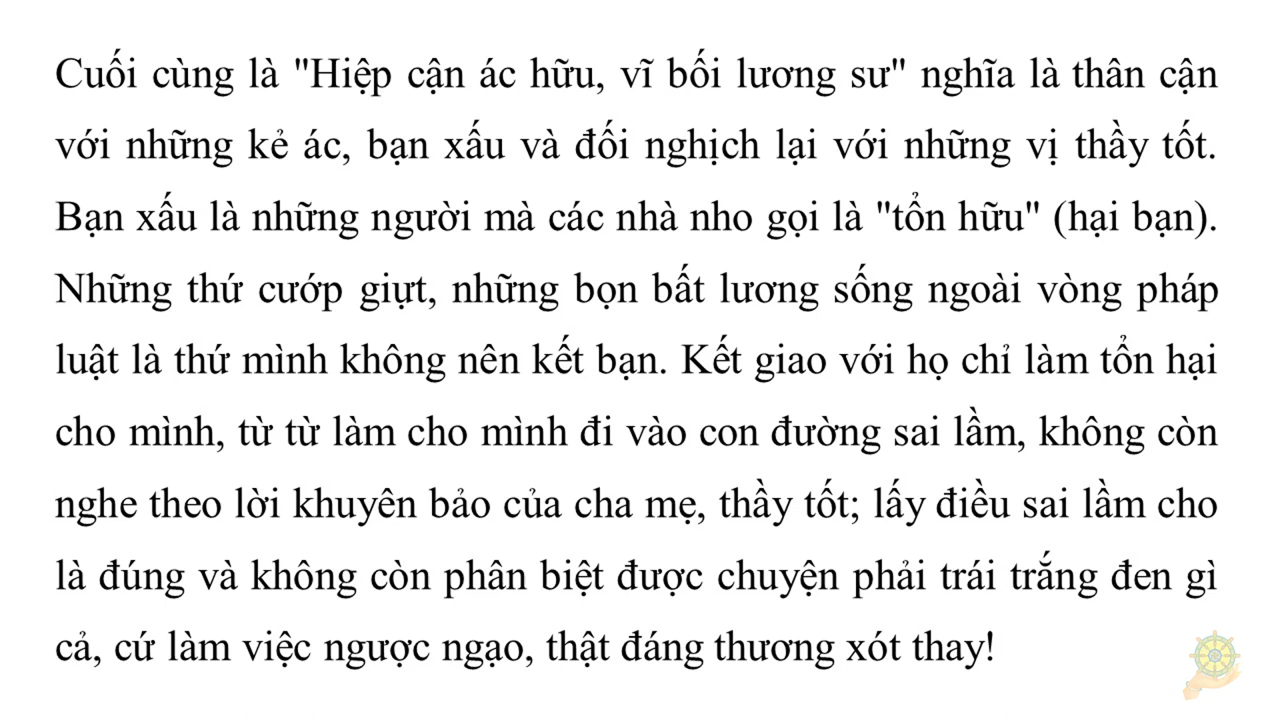 Cuối cùng là "Hiệp cận ác hữu, vĩ bối lương sư" nghĩa là thân cận
với những kẻ ác, bạn xấu và đối nghịch lại với những vị thầy tốt.
Bạn xấu là những người mà các nhà nho gọi là "tổn hữu" (hại bạn).
Những thứ cướp giựt, những bọn bất lương sống ngoài vòng pháp
luật là thứ mình không nên kết bạn. Kết giao với họ chỉ làm tổn hại
cho mình, từ từ làm cho mình đi vào con đường sai lầm, không còn
nghe theo lời khuyên bảo của cha mẹ, thầy tốt; lấy điều sai lầm cho
là đúng và không còn phân biệt được chuyện phải trái trắng đen gì
cả, cứ làm việc ngược ngạo, thật đáng thương xót thay!